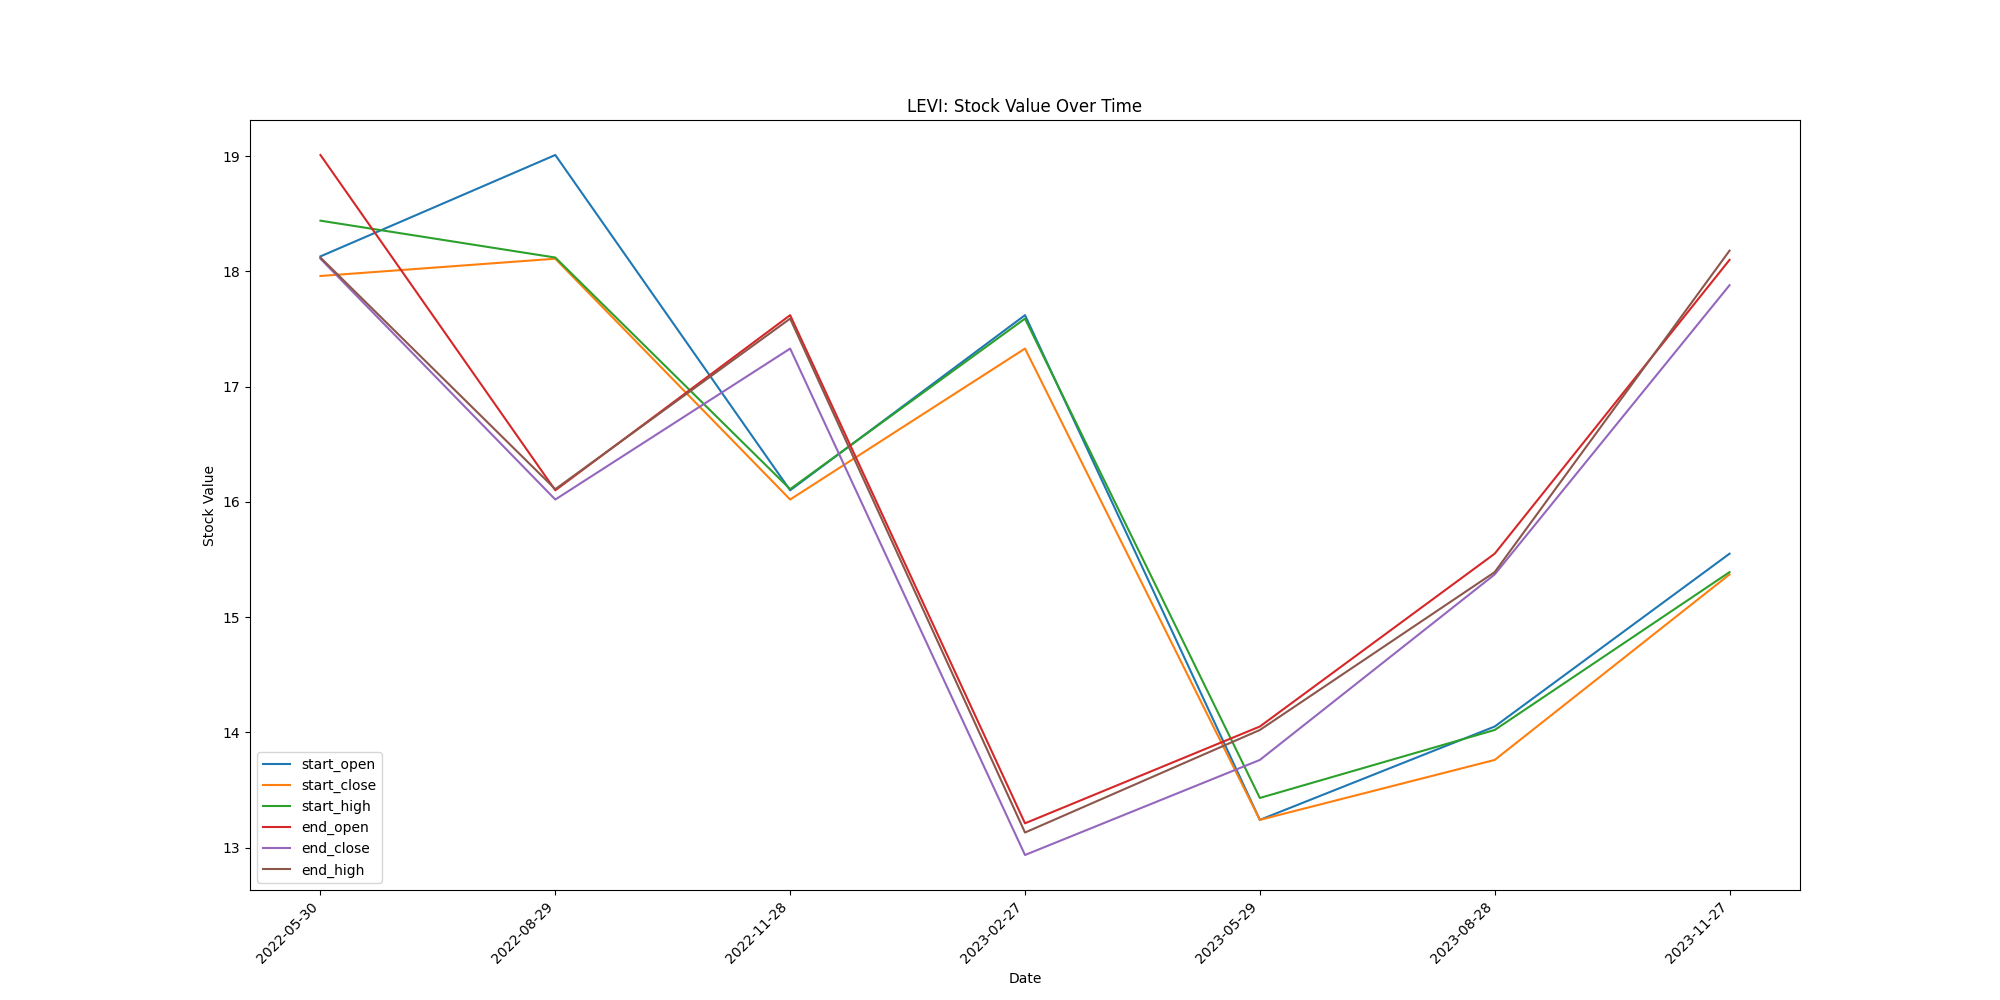 LEVI: Stock Value Over Time
Stock Value
19
18
17
16
15
14
13
start_open
start_close
start_high
end_open
end_close
end_high
2022-05-30
2022-08-29
2022-11-28
2023-02-27
2023-05-29
2023-08-28
2023-11-27
Date